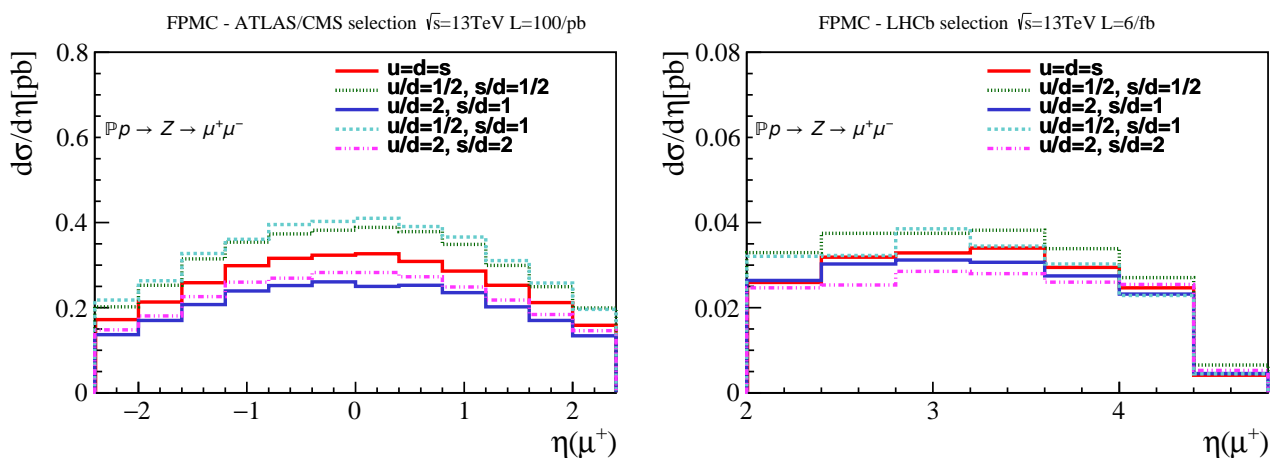 FPMC - ATLAS/CMS selection √s=13TeV L=100/pb
dσ/dη[pb]
0.8
0.6
0.4
0.2
0
u=d=s
u/d=1/2, s/d=1/2
u/d=2, s/d=1
u/d=1/2, s/d=1
u/d=2, s/d=2
ℙp → Z → μ⁺μ⁻
−2 −1 0 1 2
η(μ⁺)
FPMC - LHCb selection √s=13TeV L=6/fb
dσ/dη[pb]
0.08
0.06
0.04
0.02
0
u=d=s
u/d=1/2, s/d=1/2
u/d=2, s/d=1
u/d=1/2, s/d=1
u/d=2, s/d=2
ℙp → Z → μ⁺μ⁻
2 3 4
η(μ⁺)